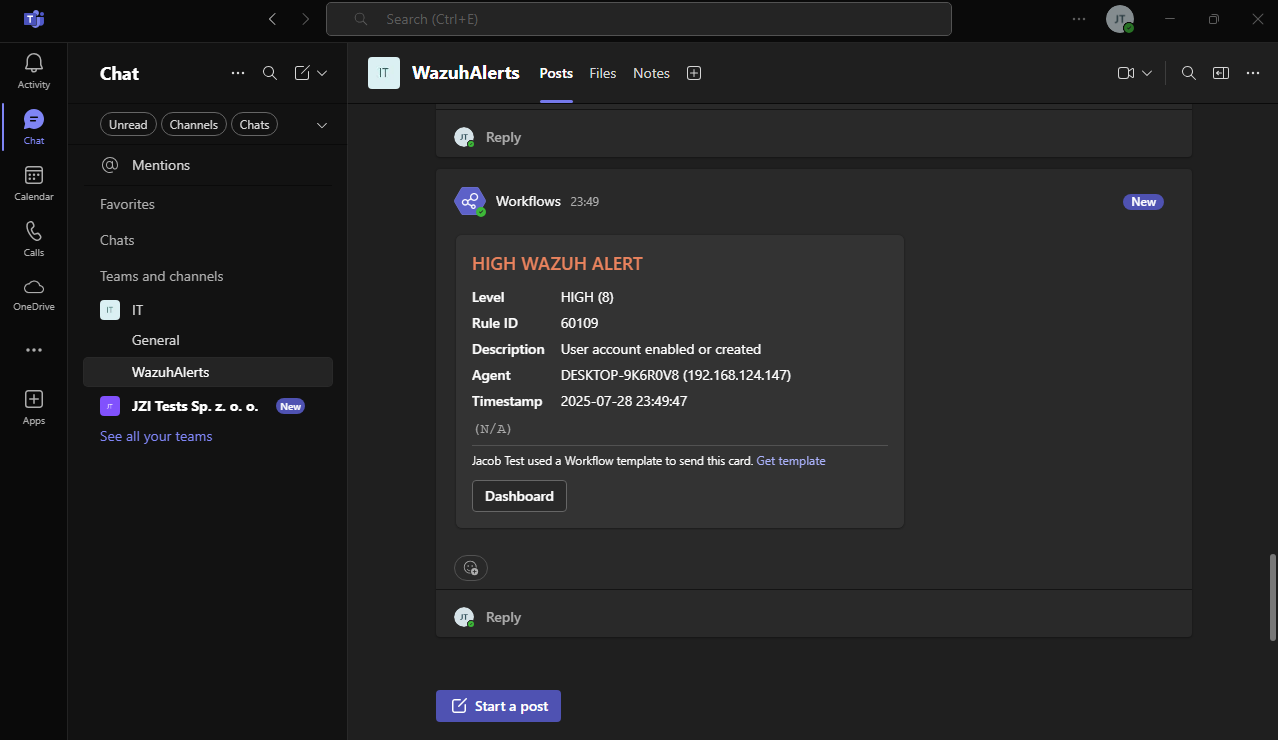 Search (Ctrl+E)
JT
Activity
Chat
Calendar
Calls
OneDrive
Apps
Chat
Unread
Channels
Chats
@ Mentions
Favorites
Chats
Teams and channels
IT IT
General
WazuhAlerts
JT JZI Tests Sp. z. o. o. New
See all your teams
IT WazuhAlerts Posts Files Notes
JT Reply
Workflows 23:49 New
HIGH WAZUH ALERT
Level HIGH (8)
Rule ID 60109
Description User account enabled or created
Agent DESKTOP-9K6R0V8 (192.168.124.147)
Timestamp 2025-07-28 23:49:47
(N/A)
Jacob Test used a Workflow template to send this card. Get template
Dashboard
JT Reply
Start a post